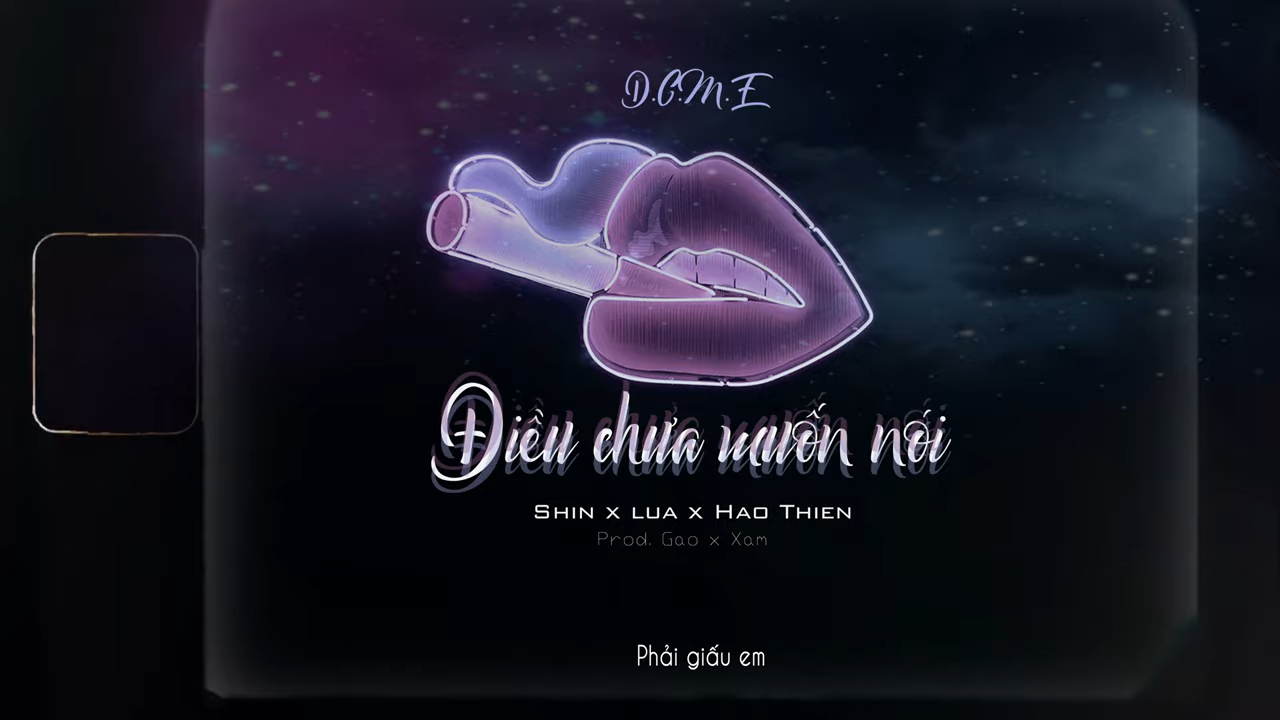 D.C.M.E
Điều chưa muốn nói
Shin x LUA x Hao Thien
Prod. Gao x Xam
Phải giấu em